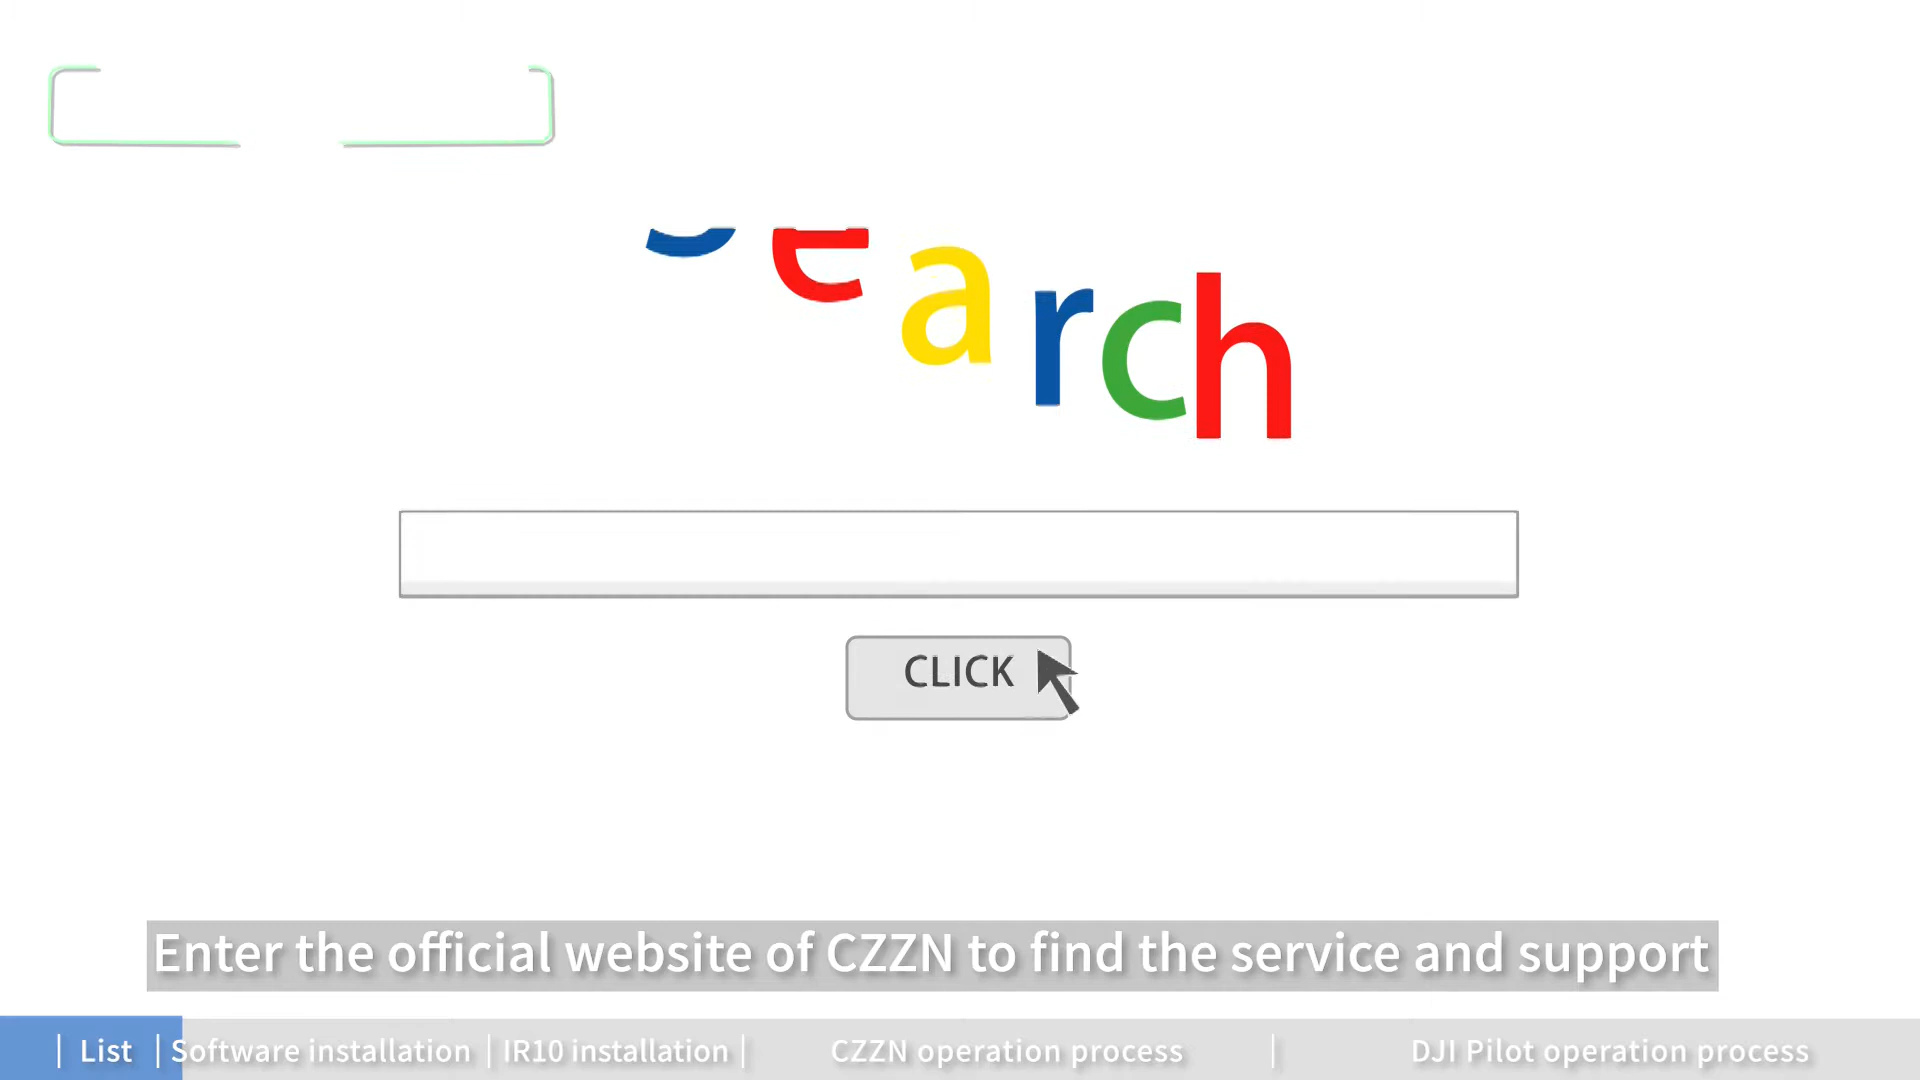 Search
CLICK
Enter the official website of CZZN to find the service and support
| List | Software installation | IR10 installation | CZZN operation process | DJI Pilot operation process